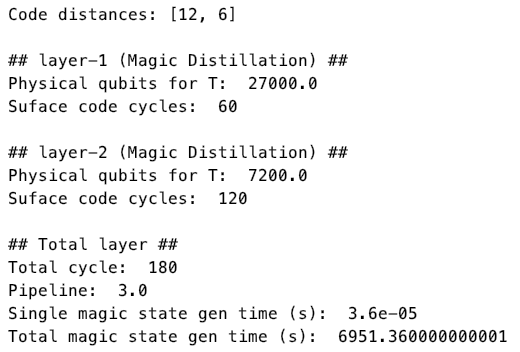 Code distances: [12, 6]
## layer-1 (Magic Distillation) ##
Physical qubits for T:  27000.0
Suface code cycles:  60
## layer-2 (Magic Distillation) ##
Physical qubits for T:  7200.0
Suface code cycles:  120
## Total layer ##
Total cycle:  180
Pipeline:  3.0
Single magic state gen time (s):  3.6e-05
Total magic state gen time (s):  6951.360000000001